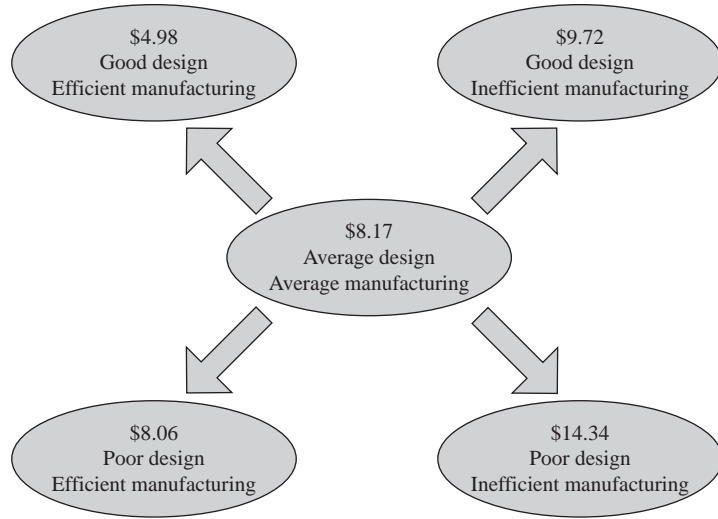 $4.98
Good design
Efficient manufacturing
$9.72
Good design
Inefficient manufacturing
$8.17
Average design
Average manufacturing
$8.06
Poor design
Efficient manufacturing
$14.34
Poor design
Inefficient manufacturing